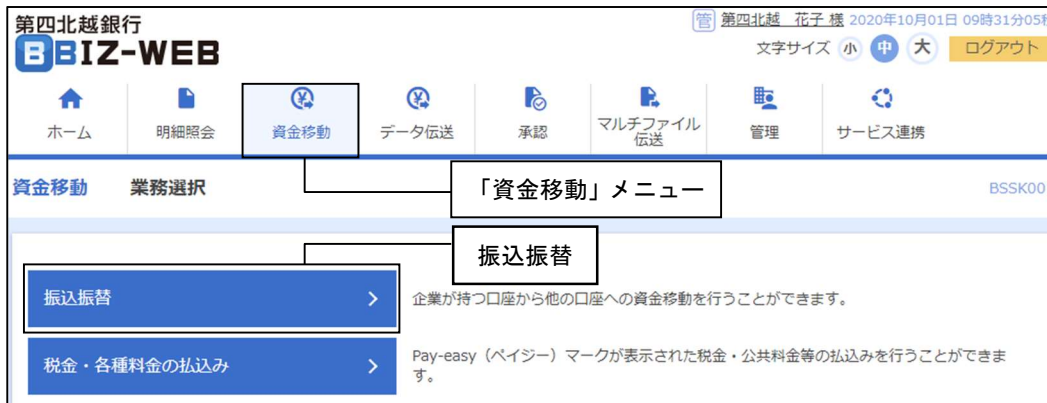 第四北越銀行
BBIZ-WEB
管 第四北越 花子 様 2020年10月01日 09時31分05秒
文字サイズ 小 中 大 ログアウト
ホーム
明細照会
資金移動
データ伝送
承認
マルチファイル
伝送
管理
サービス連携
資金移動 業務選択
BSSK00
「資金移動」メニュー
振込振替
振込振替
企業が持つ口座から他の口座への資金移動を行うことができます。
税金・各種料金の払込み
Pay-easy（ペイジー）マークが表示された税金・公共料金等の払込みを行うことができま
す。